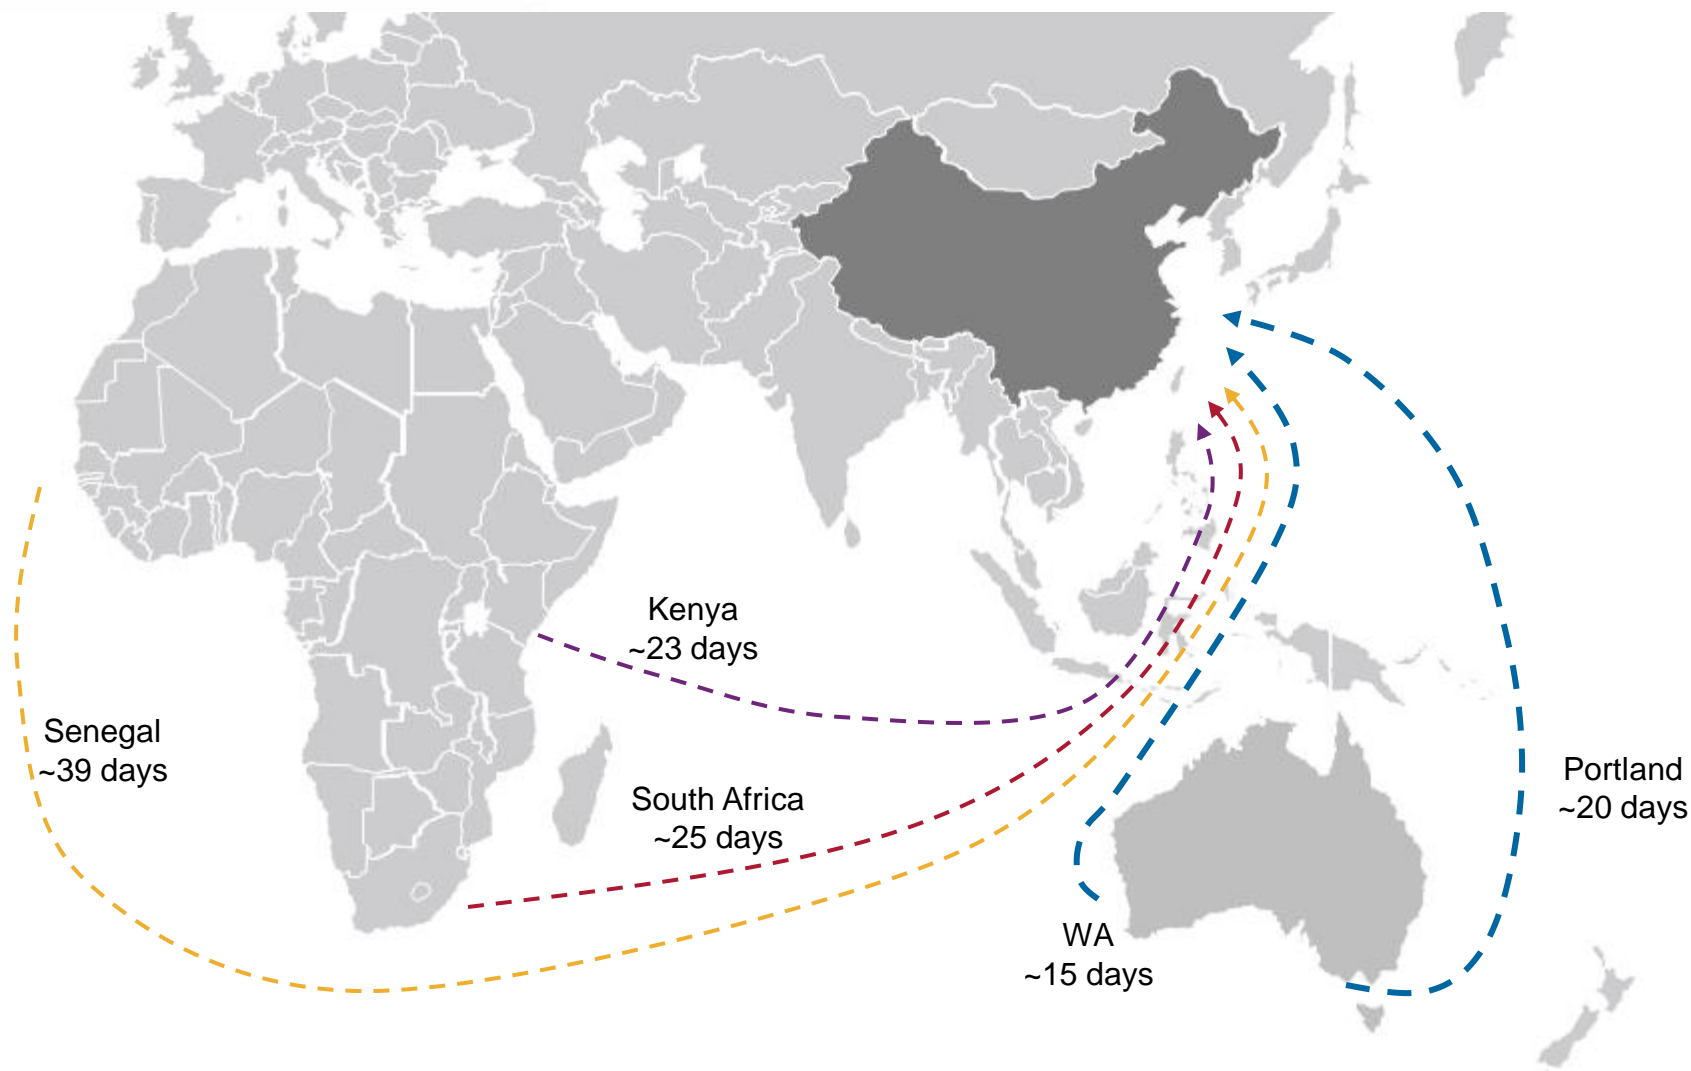 Kenya
~23 days
Senegal
~39 days
South Africa
~25 days
Portland
~20 days
WA
~15 days